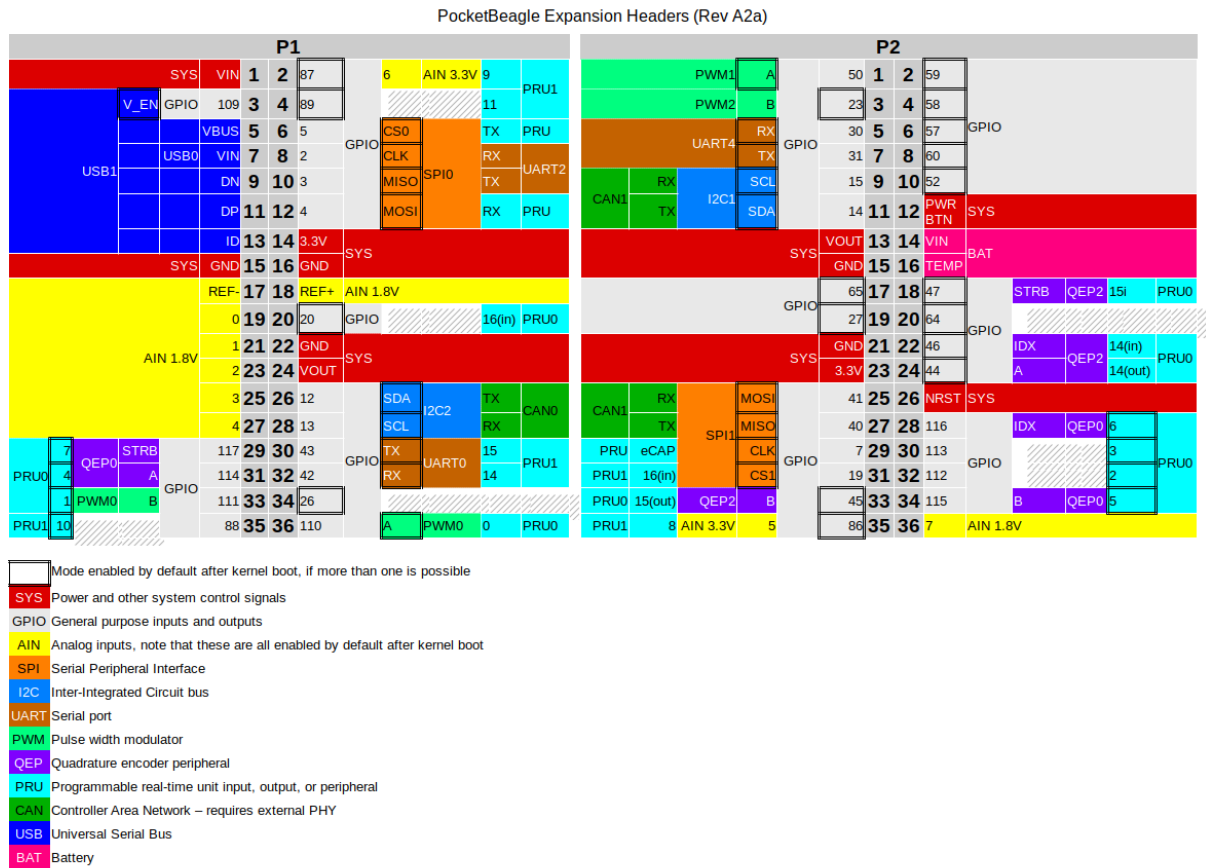 PocketBeagle Expansion Headers (Rev A2a)
P1
SYS VIN 1 2 87 6 AIN 3.3V 9
V_EN GPIO 109 3 4 89 11 PRU1
VBUS 5 6 5 GPIO CS0 TX PRU
USB1 USB0 VIN 7 8 2 CLK SPI0 RX UART2
DN 9 10 3 MISO TX
DP 11 12 4 MOSI RX PRU
ID 13 14 3.3V SYS
SYS GND 15 16 GND
REF- 17 18 REF+ AIN 1.8V
0 19 20 20 GPIO 16(in) PRU0
AIN 1.8V 1 21 22 GND SYS
2 23 24 VOUT
3 25 26 12 GPIO SDA I2C2 TX CAN0
4 27 28 13 SCL RX
PRU0 7 QEP0 STRB GPIO 117 29 30 43 TX UART0 15 PRU1
4 A 114 31 32 42 RX 14
1 PWM0 B 111 33 34 26
PRU1 10 88 35 36 110 A PWM0 0 PRU0
P2
PWM1 A GPIO 50 1 2 59 GPIO
PWM2 B 23 3 4 58
UART4 RX 30 5 6 57
TX 31 7 8 60
CAN1 RX I2C1 SCL 15 9 10 52
TX SDA 14 11 12 PWR BTN SYS
SYS VOUT 13 14 VIN BAT
GND 15 16 TEMP
GPIO 65 17 18 47 GPIO STRB QEP2 15i PRU0
27 19 20 64
SYS GND 21 22 46 IDX QEP2 14(in) PRU0
3.3V 23 24 44 A 14(out)
CAN1 RX SPI1 MOSI GPIO 41 25 26 NRST SYS
TX MISO 40 27 28 116 GPIO IDX QEP0 6 PRU0
PRU eCAP CLK 7 29 30 113 3
PRU1 16(in) CS1 19 31 32 112 2
PRU0 15(out) QEP2 B 45 33 34 115 B QEP0 5
PRU1 8 AIN 3.3V 5 86 35 36 7 AIN 1.8V
Mode enabled by default after kernel boot, if more than one is possible
SYS Power and other system control signals
GPIO General purpose inputs and outputs
AIN Analog inputs, note that these are all enabled by default after kernel boot
SPI Serial Peripheral Interface
I2C Inter-Integrated Circuit bus
UART Serial port
PWM Pulse width modulator
QEP Quadrature encoder peripheral
PRU Programmable real-time unit input, output, or peripheral
CAN Controller Area Network – requires external PHY
USB Universal Serial Bus
BAT Battery